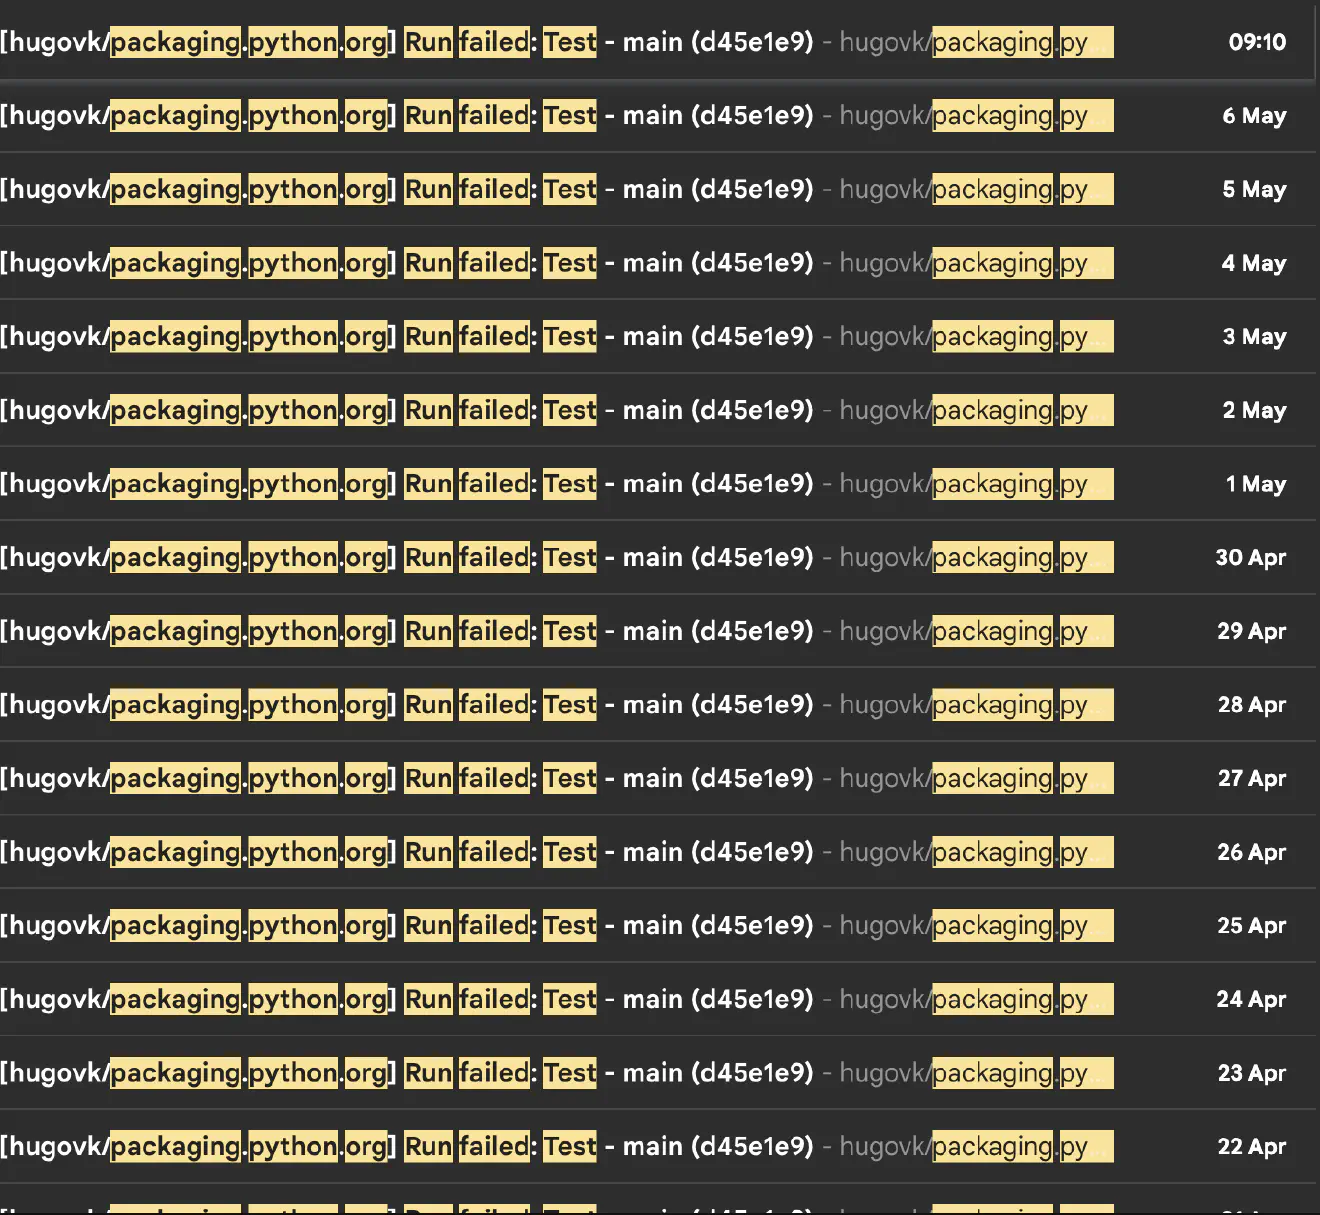 [hugovk/packaging.python.org] Run failed: Test - main (d45e1e9) - hugovk/packaging.py... 09:10
[hugovk/packaging.python.org] Run failed: Test - main (d45e1e9) - hugovk/packaging.py... 6 May
[hugovk/packaging.python.org] Run failed: Test - main (d45e1e9) - hugovk/packaging.py... 5 May
[hugovk/packaging.python.org] Run failed: Test - main (d45e1e9) - hugovk/packaging.py... 4 May
[hugovk/packaging.python.org] Run failed: Test - main (d45e1e9) - hugovk/packaging.py... 3 May
[hugovk/packaging.python.org] Run failed: Test - main (d45e1e9) - hugovk/packaging.py... 2 May
[hugovk/packaging.python.org] Run failed: Test - main (d45e1e9) - hugovk/packaging.py... 1 May
[hugovk/packaging.python.org] Run failed: Test - main (d45e1e9) - hugovk/packaging.py... 30 Apr
[hugovk/packaging.python.org] Run failed: Test - main (d45e1e9) - hugovk/packaging.py... 29 Apr
[hugovk/packaging.python.org] Run failed: Test - main (d45e1e9) - hugovk/packaging.py... 28 Apr
[hugovk/packaging.python.org] Run failed: Test - main (d45e1e9) - hugovk/packaging.py... 27 Apr
[hugovk/packaging.python.org] Run failed: Test - main (d45e1e9) - hugovk/packaging.py... 26 Apr
[hugovk/packaging.python.org] Run failed: Test - main (d45e1e9) - hugovk/packaging.py... 25 Apr
[hugovk/packaging.python.org] Run failed: Test - main (d45e1e9) - hugovk/packaging.py... 24 Apr
[hugovk/packaging.python.org] Run failed: Test - main (d45e1e9) - hugovk/packaging.py... 23 Apr
[hugovk/packaging.python.org] Run failed: Test - main (d45e1e9) - hugovk/packaging.py... 22 Apr